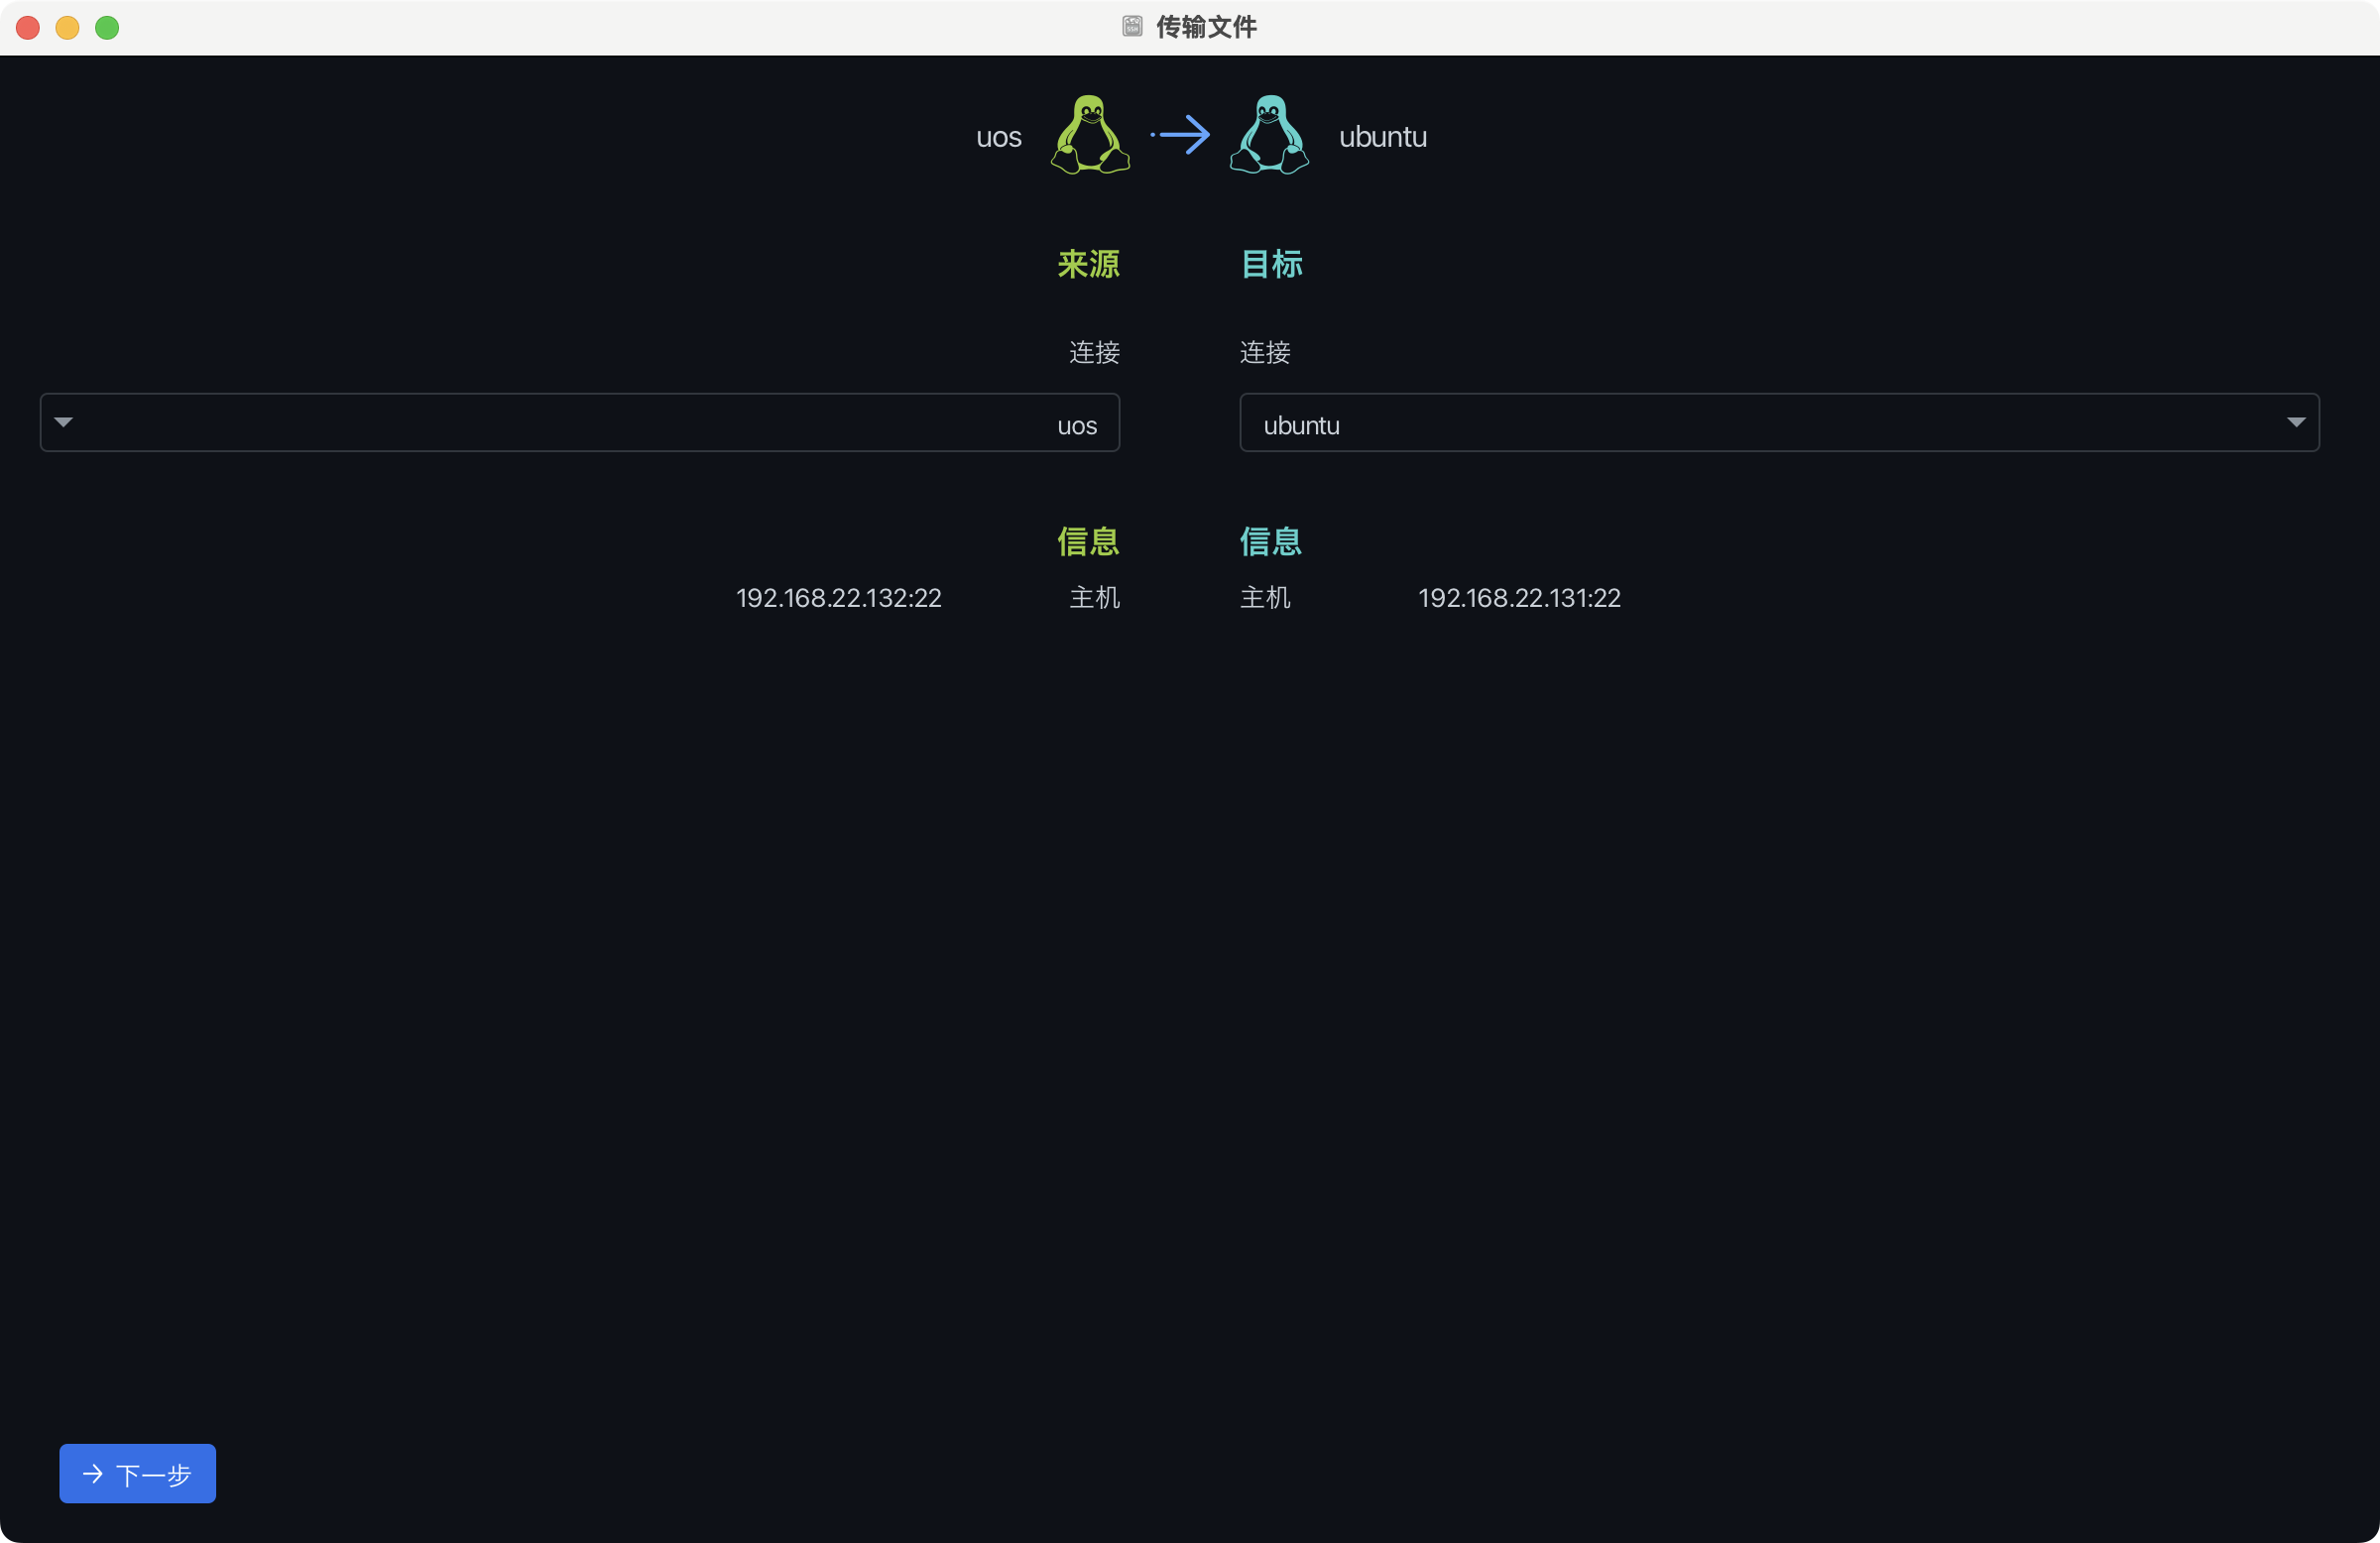 传输文件
uos
ubuntu
来源
目标
连接
连接
uos
ubuntu
信息
信息
192.168.22.132:22
主机
主机
192.168.22.131:22
下一步